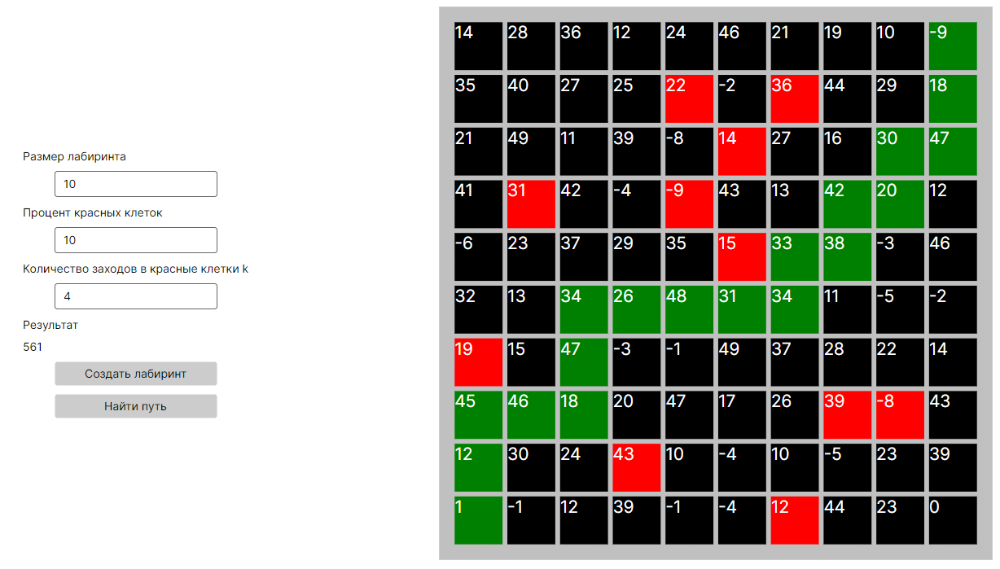 Размер лабиринта
10
Процент красных клеток
10
Количество заходов в красные клетки k
4
Результат
561
Создать лабиринт
Найти путь
14 28 36 12 24 46 21 19 10 -9
35 40 27 25 22 -2 36 44 29 18
21 49 11 39 -8 14 27 16 30 47
41 31 42 -4 -9 43 13 42 20 12
-6 23 37 29 35 15 33 38 -3 46
32 13 34 26 48 31 34 11 -5 -2
19 15 47 -3 -1 49 37 28 22 14
45 46 18 20 47 17 26 39 -8 43
12 30 24 43 10 -4 10 -5 23 39
1 -1 12 39 -1 -4 12 44 23 0